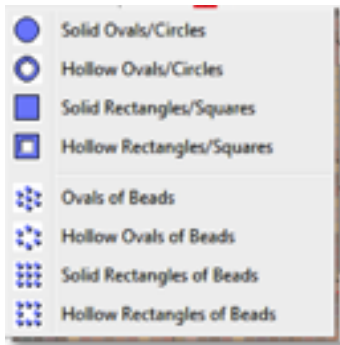 Solid Ovals/Circles
Hollow Ovals/Circles
Solid Rectangles/Squares
Hollow Rectangles/Squares
Ovals of Beads
Hollow Ovals of Beads
Solid Rectangles of Beads
Hollow Rectangles of Beads